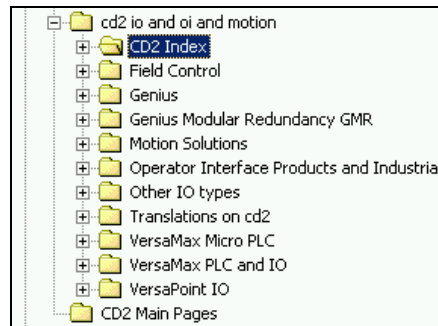 cd2 io and oi and motion
CD2 Index
Field Control
Genius
Genius Modular Redundancy GMR
Motion Solutions
Operator Interface Products and Industria
Other IO types
Translations on cd2
VersaMax Micro PLC
VersaMax PLC and IO
VersaPoint IO
CD2 Main Pages